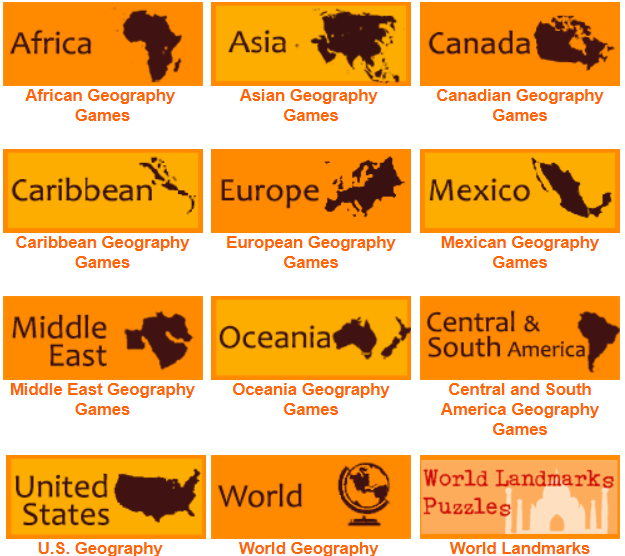 Africa
Asia
Canada
African Geography
Games
Asian Geography
Games
Canadian Geography
Games
Caribbean
Europe
Mexico
Caribbean Geography
Games
European Geography
Games
Mexican Geography
Games
Middle
East
Oceania
Central &
South America
Middle East Geography
Games
Oceania Geography
Games
Central and South
America Geography
Games
United
States
World
World Landmarks
Puzzles
U.S. Geography
World Geography
World Landmarks